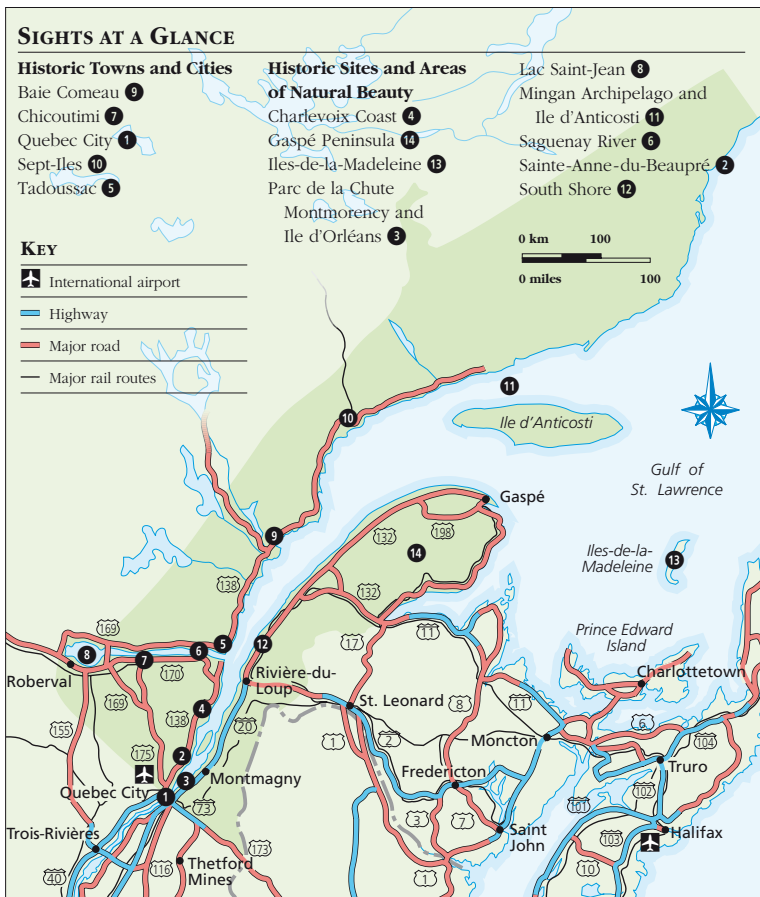 SIGHTS AT A GLANCE
Historic Towns and Cities
Baie Comeau 9
Chicoutimi 7
Quebec City 1
Sept-Iles 10
Tadoussac 5
Historic Sites and Areas
of Natural Beauty
Charlevoix Coast 4
Gaspé Peninsula 14
Iles-de-la-Madeleine 13
Parc de la Chute
Montmorency and
Ile d'Orléans 3
Lac Saint-Jean 8
Mingan Archipelago and
Ile d'Anticosti 11
Saguenay River 6
Sainte-Anne-du-Beaupré 2
South Shore 12
KEY
International airport
Highway
Major road
Major rail routes
0 km 100
0 miles 100
11
10
Ile d'Anticosti
Gulf of
St. Lawrence
Gaspé
9
132
198
14
Iles-de-la-
Madeleine
13
138
132
169
5
12
17
11
Prince Edward
Island
8
6
7
Roberval
170
Rivière-du-
Loup
Charlottetown
169
4
138
St. Leonard
8
11
155
20
6
175
2
1
2
Moncton
104
3
Montmagny
Fredericton
Truro
Quebec City
1
73
102
101
3
7
Trois-Rivières
Saint
John
103
Halifax
116
Thetford
Mines
173
10
40
1